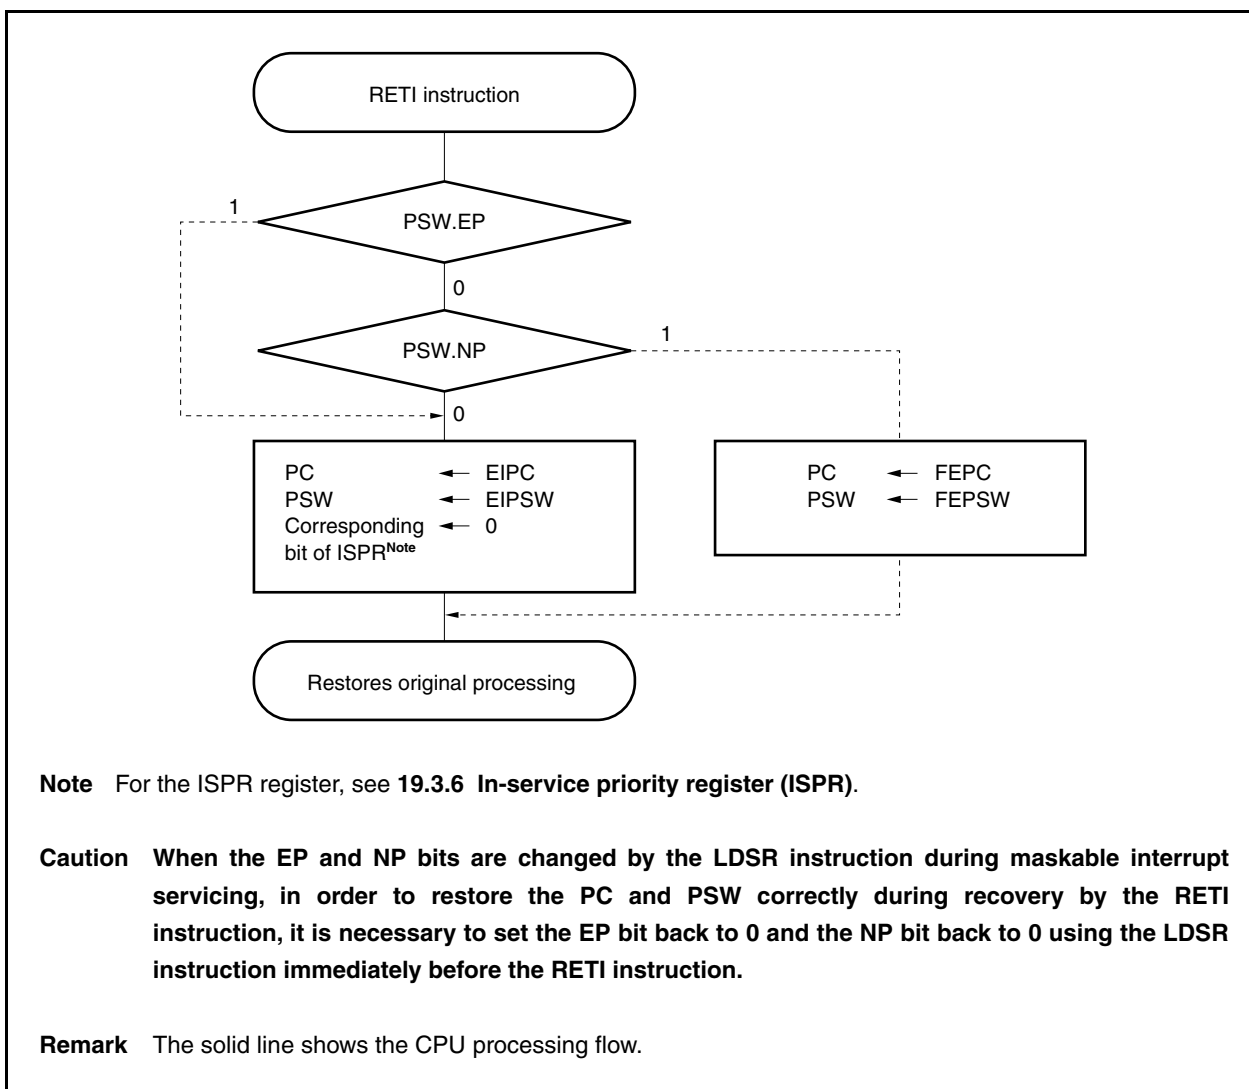 RETI instruction
1
PSW.EP
0
1
PSW.NP
0
PC ← EIPC
PSW ← EIPSW
Corresponding ← 0
bit of ISPRNote
PC ← FEPC
PSW ← FEPSW
Restores original processing
Note For the ISPR register, see 19.3.6 In-service priority register (ISPR).
Caution When the EP and NP bits are changed by the LDSR instruction during maskable interrupt
servicing, in order to restore the PC and PSW correctly during recovery by the RETI
instruction, it is necessary to set the EP bit back to 0 and the NP bit back to 0 using the LDSR
instruction immediately before the RETI instruction.
Remark The solid line shows the CPU processing flow.